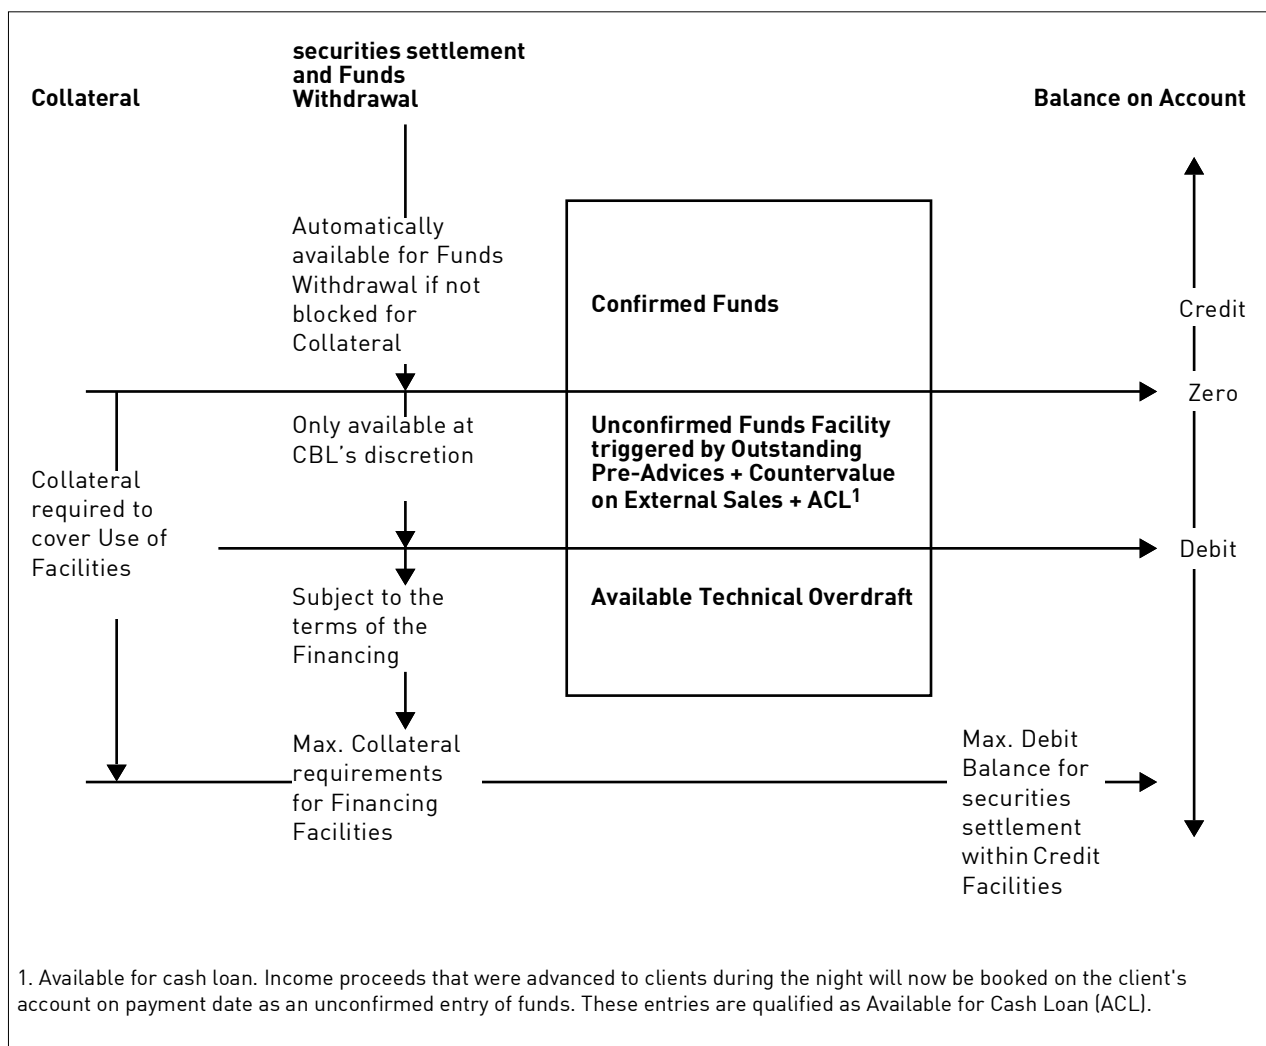 securities settlement
and Funds
Withdrawal
Collateral
Balance on Account
Automatically
available for Funds
Withdrawal if not
blocked for
Collateral
Confirmed Funds
Credit
Zero
Only available at
CBL's discretion
Unconfirmed Funds Facility
triggered by Outstanding
Pre-Advices + Countervalue
on External Sales + ACL1
Collateral
required to
cover Use of
Facilities
Debit
Subject to the
terms of the
Financing
Available Technical Overdraft
Max. Collateral
requirements
for Financing
Facilities
Max. Debit
Balance for
securities
settlement
within Credit
Facilities
1. Available for cash loan. Income proceeds that were advanced to clients during the night will now be booked on the client's
account on payment date as an unconfirmed entry of funds. These entries are qualified as Available for Cash Loan (ACL).